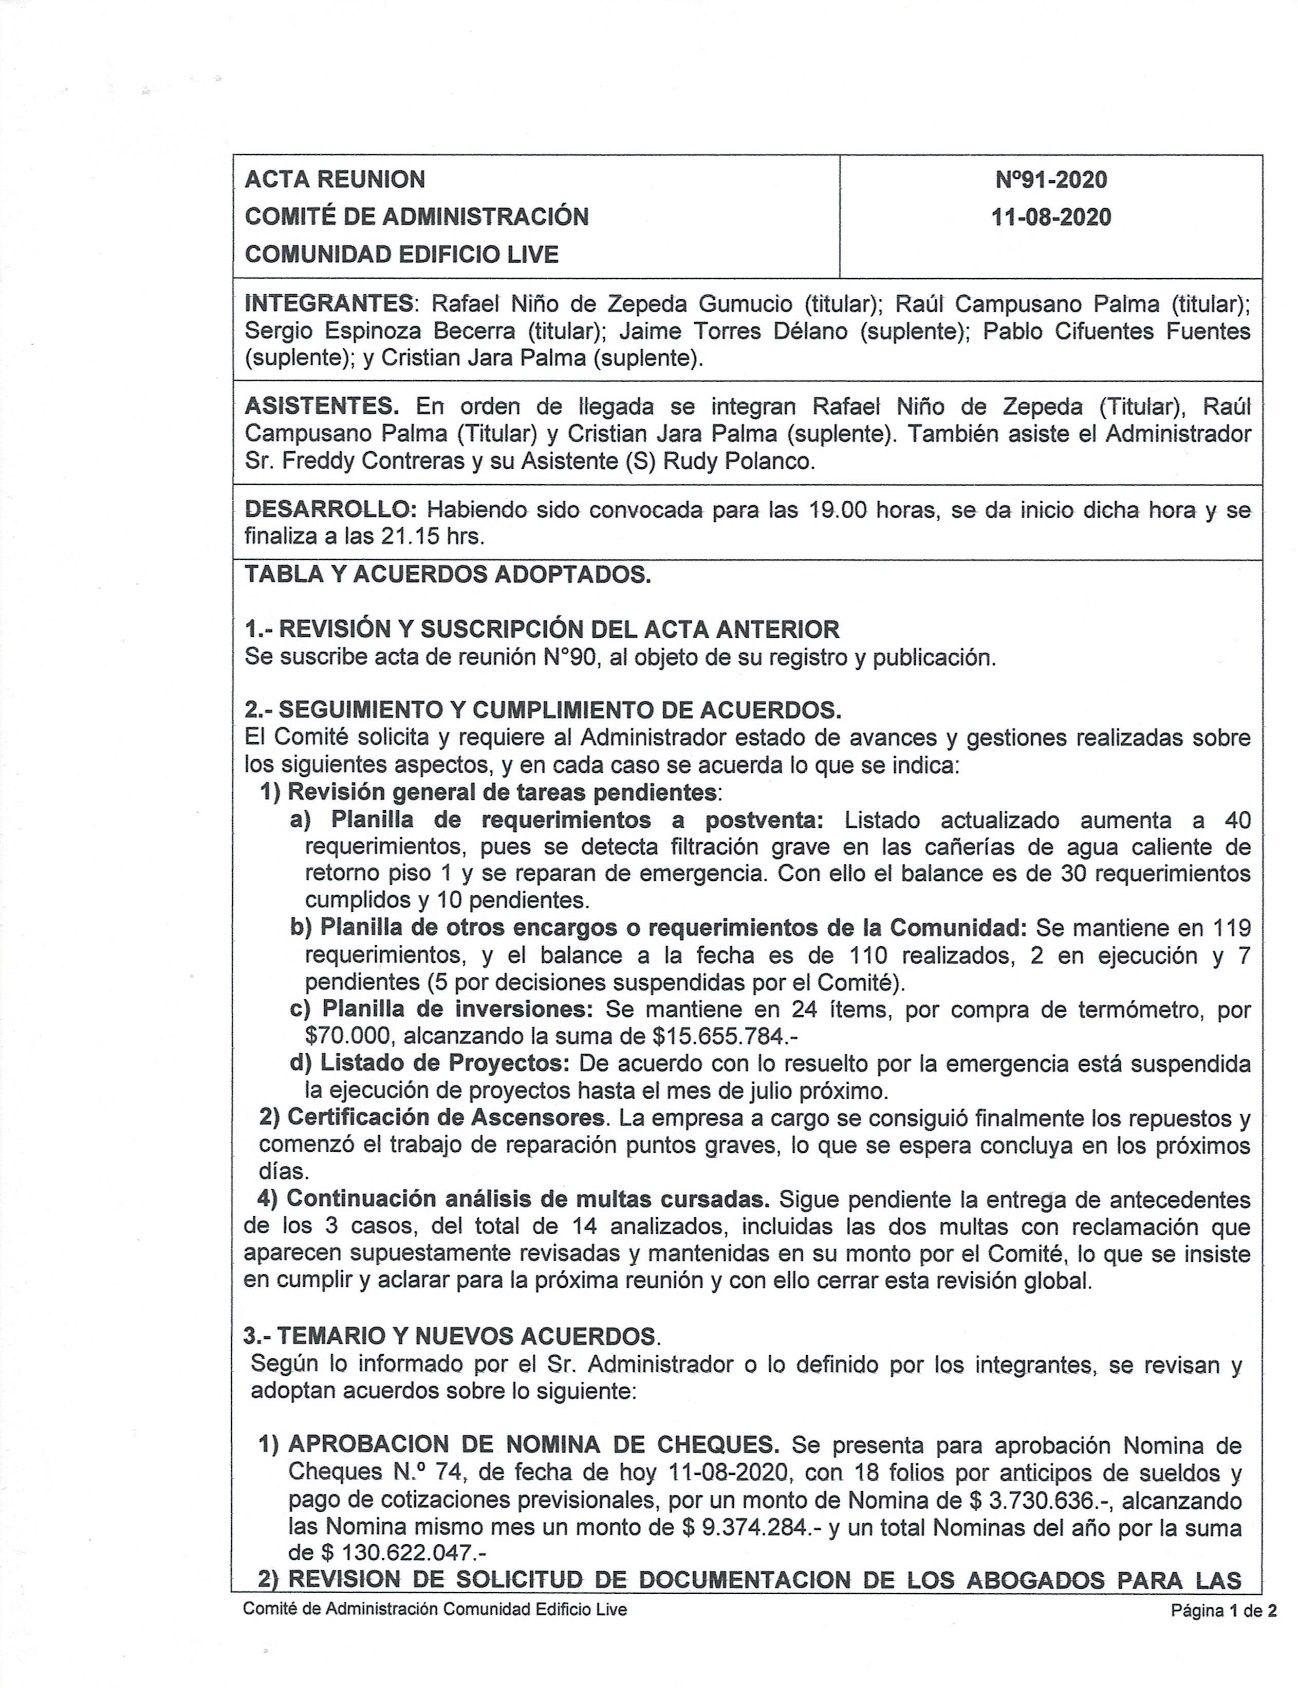 ACTA REUNION
COMITÉ DE ADMINISTRACIÓN
COMUNIDAD EDIFICIO LIVE
Nº91-2020
11-08-2020
INTEGRANTES: Rafael Niño de Zepeda Gumucio (titular); Raúl Campusano Palma (titular);
Sergio Espinoza Becerra (titular); Jaime Torres Délano (suplente); Pablo Cifuentes Fuentes
(suplente); y Cristian Jara Palma (suplente).
ASISTENTES. En orden de llegada se integran Rafael Niño de Zepeda (Titular), Raúl
Campusano Palma (Titular) y Cristian Jara Palma (suplente). También asiste el Administrador
Sr. Freddy Contreras y su Asistente (S) Rudy Polanco.
DESARROLLO: Habiendo sido convocada para las 19.00 horas, se da inicio dicha hora y se
finaliza a las 21.15 hrs.
TABLA Y ACUERDOS ADOPTADOS.
1.- REVISIÓN Y SUSCRIPCIÓN DEL ACTA ANTERIOR
Se suscribe acta de reunión N°90, al objeto de su registro y publicación.
2.- SEGUIMIENTO Y CUMPLIMIENTO DE ACUERDOS.
El Comité solicita y requiere al Administrador estado de avances y gestiones realizadas sobre
los siguientes aspectos, y en cada caso se acuerda lo que se indica:
1) Revisión general de tareas pendientes:
a) Planilla de requerimientos a postventa: Listado actualizado aumenta a 40
requerimientos, pues se detecta filtración grave en las cañerías de agua caliente de
retorno piso 1 y se reparan de emergencia. Con ello el balance es de 30 requerimientos
cumplidos y 10 pendientes.
b) Planilla de otros encargos o requerimientos de la Comunidad: Se mantiene en 119
requerimientos, y el balance a la fecha es de 110 realizados, 2 en ejecución y 7
pendientes (5 por decisiones suspendidas por el Comité).
c) Planilla de inversiones: Se mantiene en 24 ítems, por compra de termómetro, por
$70.000, alcanzando la suma de $15.655.784.-
d) Listado de Proyectos: De acuerdo con lo resuelto por la emergencia está suspendida
la ejecución de proyectos hasta el mes de julio próximo.
2) Certificación de Ascensores. La empresa a cargo se consiguió finalmente los repuestos y
comenzó el trabajo de reparación puntos graves, lo que se espera concluya en los próximos
días.
4) Continuación análisis de multas cursadas. Sigue pendiente la entrega de antecedentes
de los 3 casos, del total de 14 analizados, incluidas las dos multas con reclamación que
aparecen supuestamente revisadas y mantenidas en su monto por el Comité, lo que se insiste
en cumplir y aclarar para la próxima reunión y con ello cerrar esta revisión global.
3.- TEMARIO Y NUEVOS ACUERDOS.
Según lo informado por el Sr. Administrador o lo definido por los integrantes, se revisan y
adoptan acuerdos sobre lo siguiente:
1) APROBACION DE NOMINA DE CHEQUES. Se presenta para aprobación Nomina de
Cheques N.º 74, de fecha de hoy 11-08-2020, con 18 folios por anticipos de sueldos y
pago de cotizaciones previsionales, por un monto de Nomina de $ 3.730.636.-, alcanzando
las Nomina mismo mes un monto de $ 9.374.284.- y un total Nominas del año por la suma
de $ 130.622.047.-
2) REVISION DE SOLICITUD DE DOCUMENTACION DE LOS ABOGADOS PARA LAS
Comité de Administración Comunidad Edificio Live
Página 1 de 2